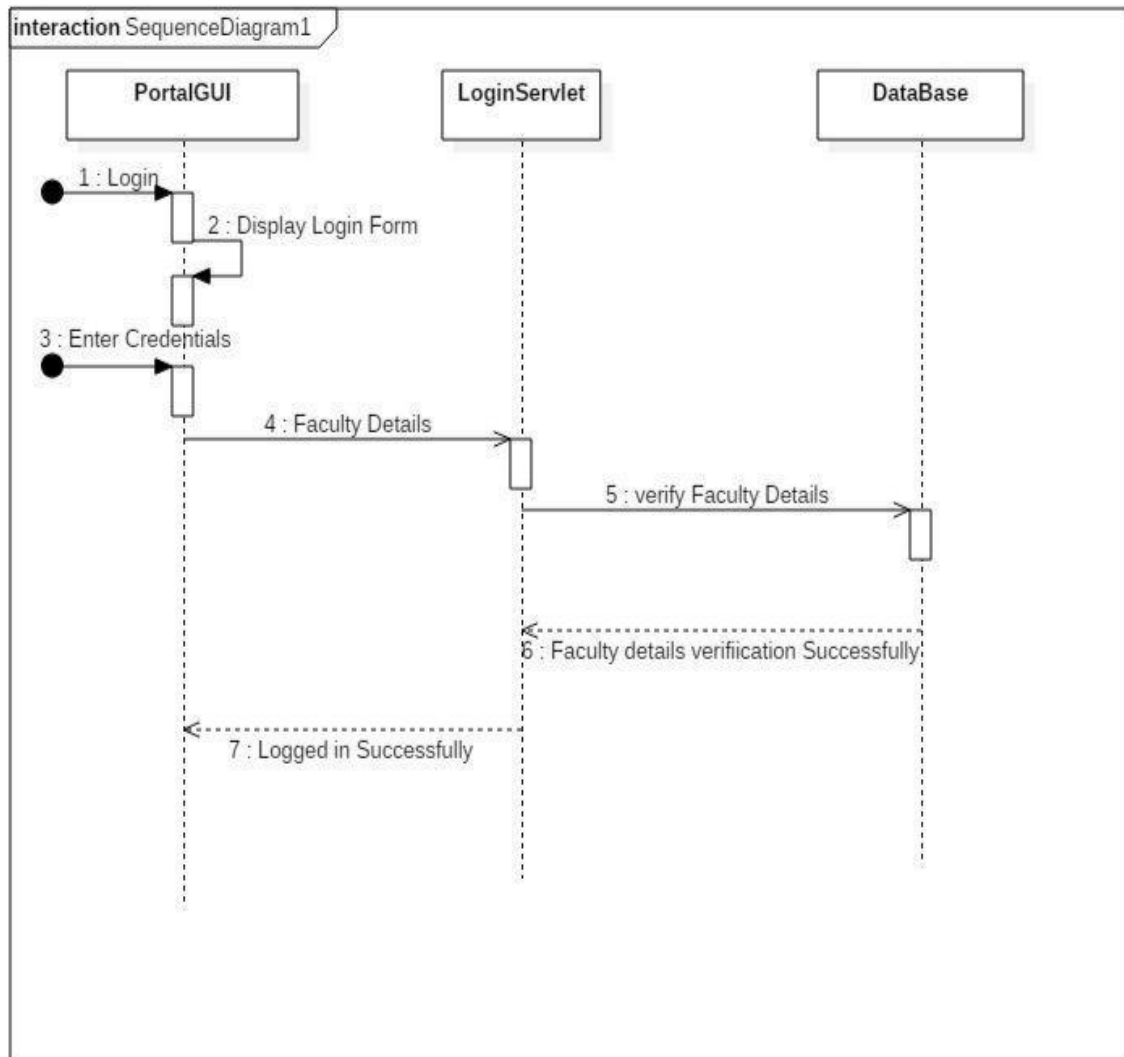 interaction SequenceDiagram1
PortalGUI
LoginServlet
DataBase
1 : Login
2 : Display Login Form
3 : Enter Credentials
4 : Faculty Details
5 : verify Faculty Details
6 : Faculty details verifiication Successfully
7 : Logged in Successfully